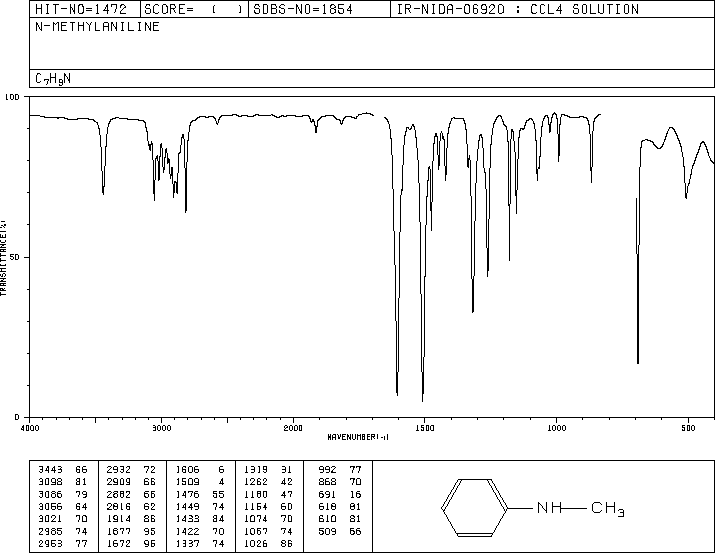 HIT-NO=1472 SCORE= ( ) SDBS-NO=1854 IR-NIDA-06920 : CCL4 SOLUTION
N-METHYLANILINE
C7H9N
100
50
0
TRANSMITTANCE(%)
4000 3000 2000 1500 1000 500
WAVENUMBER(-1)
3443 66 2932 72 1606 6 1319 31 992 77
3098 81 2909 66 1509 4 1262 42 868 70
3086 79 2882 66 1476 55 1180 47 691 16
3056 64 2816 62 1449 74 1154 60 618 81
3021 70 1914 86 1433 84 1074 70 610 81
2985 74 1677 95 1422 70 1067 74 509 66
2963 77 1672 95 1337 74 1026 86
NH CH3